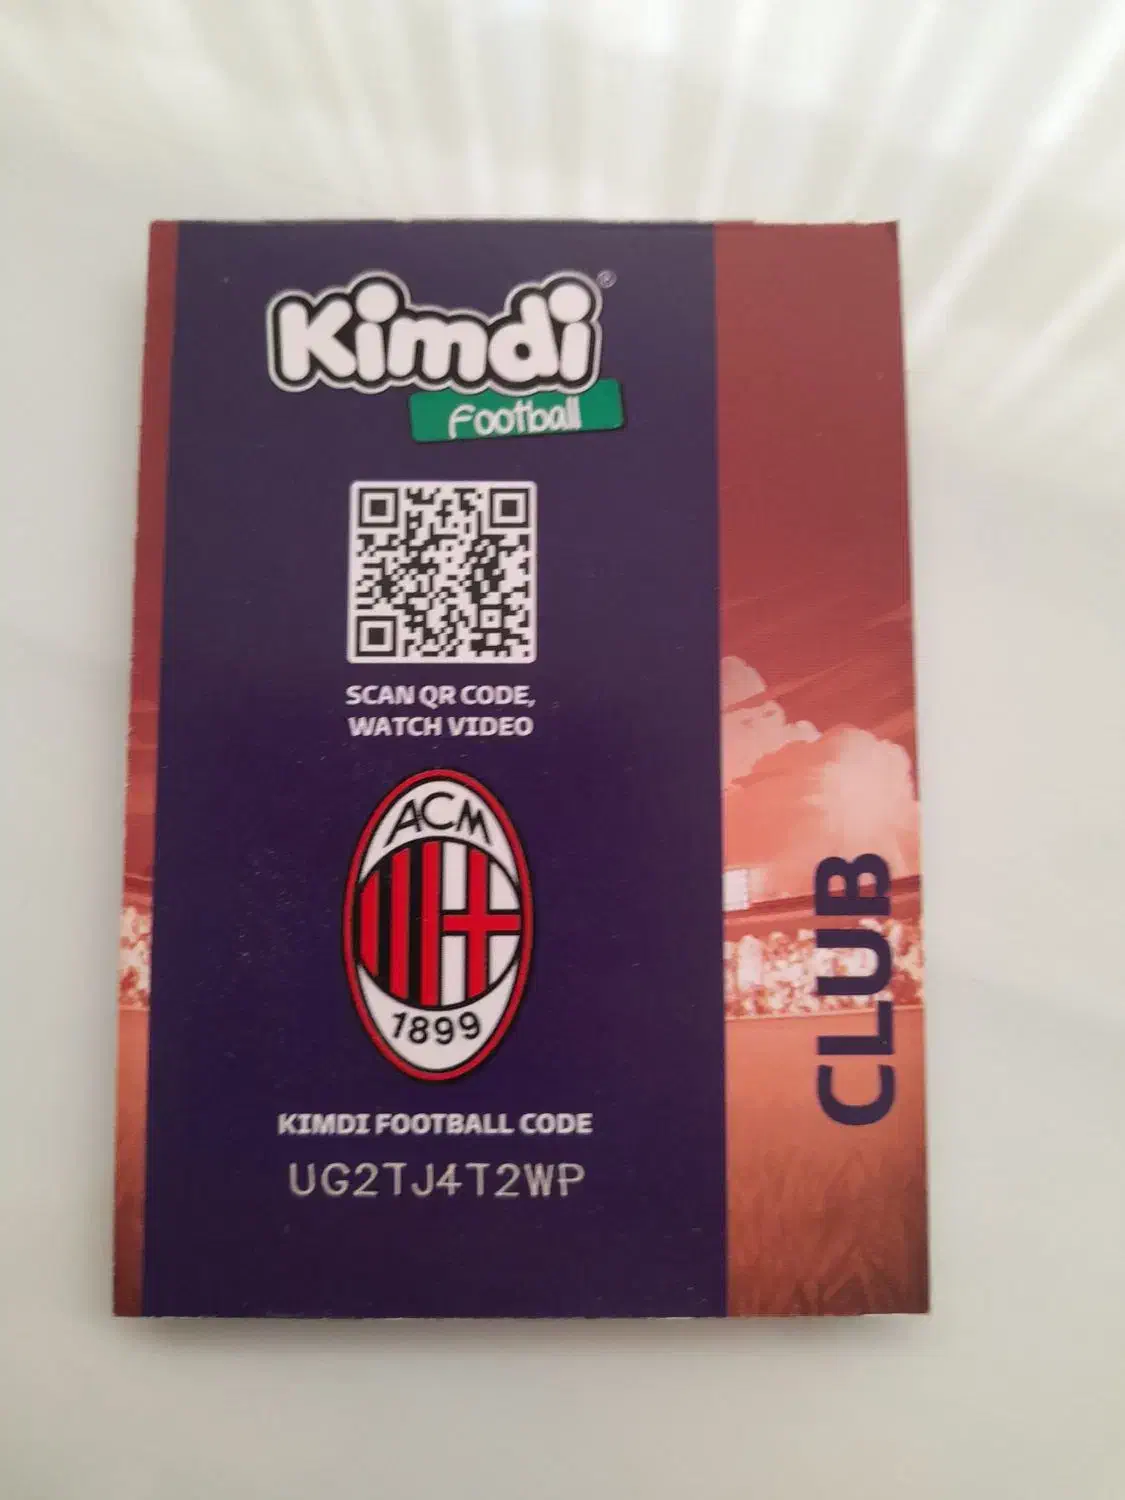 Kimdi®
Football
SCAN QR CODE,
WATCH VIDEO
ACM
1899
KIMDI FOOTBALL CODE
UG2TJ4T2WP
CLUB